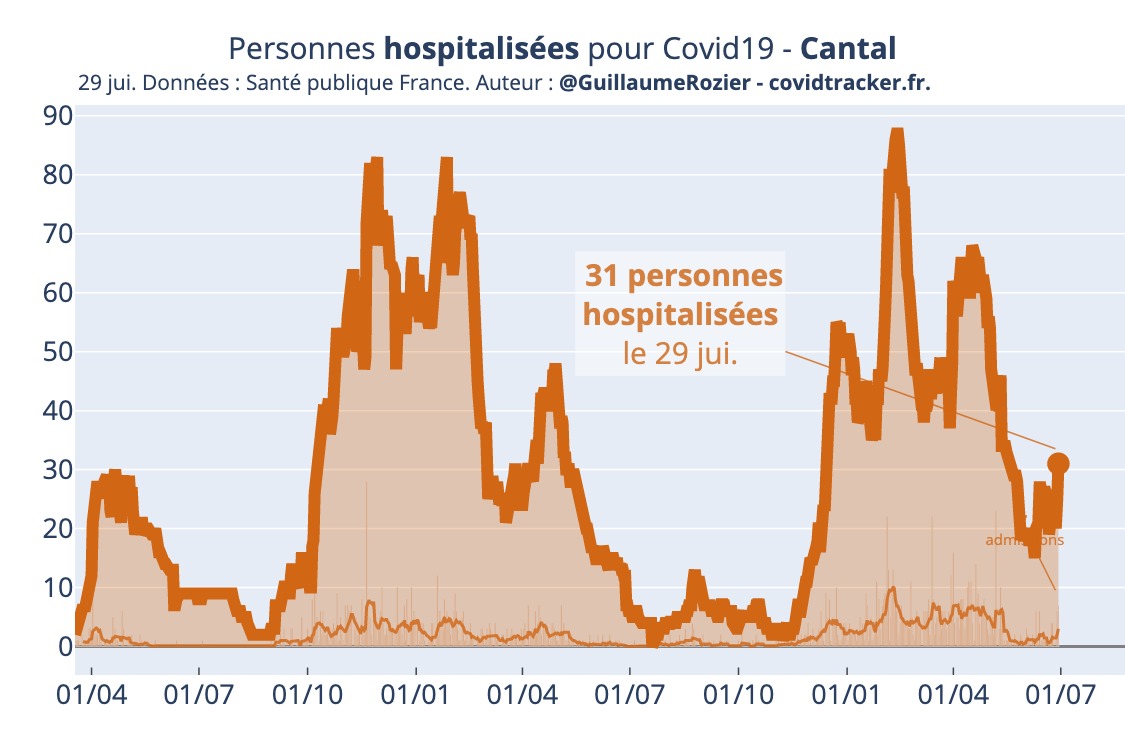 Personnes hospitalisées pour Covid19 - Cantal
29 jui. Données : Santé publique France. Auteur : @GuillaumeRozier - covidtracker.fr.
90
80
70
60
50
40
30
20
10
0
31 personnes
hospitalisées
le 29 jui.
admissions
01/04 01/07 01/10 01/01 01/04 01/07 01/10 01/01 01/04 01/07